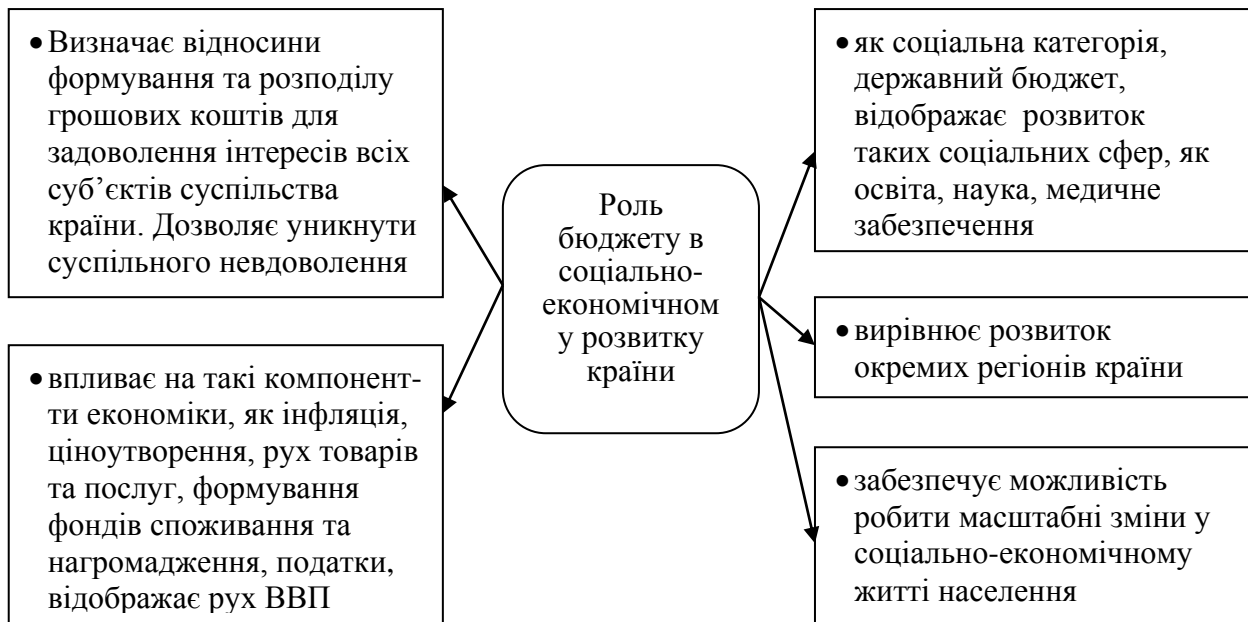 • Визначає відносини
формування та розподілу
грошових коштів для
задоволення інтересів всіх
суб’єктів суспільства
країни. Дозволяє уникнути
суспільного невдоволення
• впливає на такі компонент-
ти економіки, як інфляція,
ціноутворення, рух товарів
та послуг, формування
фондів споживання та
нагромадження, податки,
відображає рух ВВП
Роль
бюджету в
соціально-
економічном
у розвитку
країни
• як соціальна категорія,
державний бюджет,
відображає розвиток
таких соціальних сфер, як
освіта, наука, медичне
забезпечення
• вирівнює розвиток
окремих регіонів країни
• забезпечує можливість
робити масштабні зміни у
соціально-економічному
житті населення